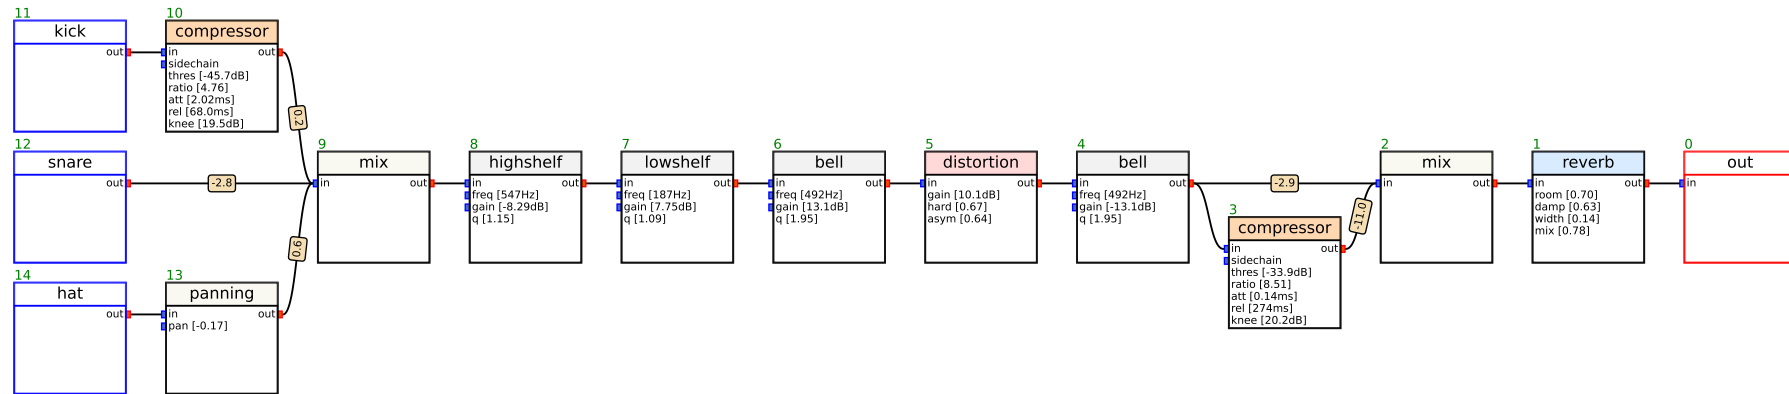 11
kick
out
10
compressor
in out
sidechain
thres [-45.7dB]
ratio [4.76]
att [2.02ms]
rel [68.0ms]
knee [19.5dB]
0.2
12
snare
out
-2.8
14
hat
out
13
panning
in out
pan [-0.17]
9.0
9
mix
in
8
highshelf
in
freq [547Hz]
gain [-8.29dB]
q [1.15]
7
lowshelf
in
freq [187Hz]
gain [7.75dB]
q [1.09]
6
bell
in
freq [492Hz]
gain [13.1dB]
q [1.95]
5
distortion
in
gain [10.1dB]
hard [0.67]
asym [0.64]
4
bell
in
freq [492Hz]
gain [-13.1dB]
q [1.95]
-2.9
3
compressor
in out
sidechain
thres [-33.9dB]
ratio [8.51]
att [0.14ms]
rel [274ms]
knee [20.2dB]
-11.0
2
mix
in out
1
reverb
in out
room [0.70]
damp [0.63]
width [0.14]
mix [0.78]
0
out
in